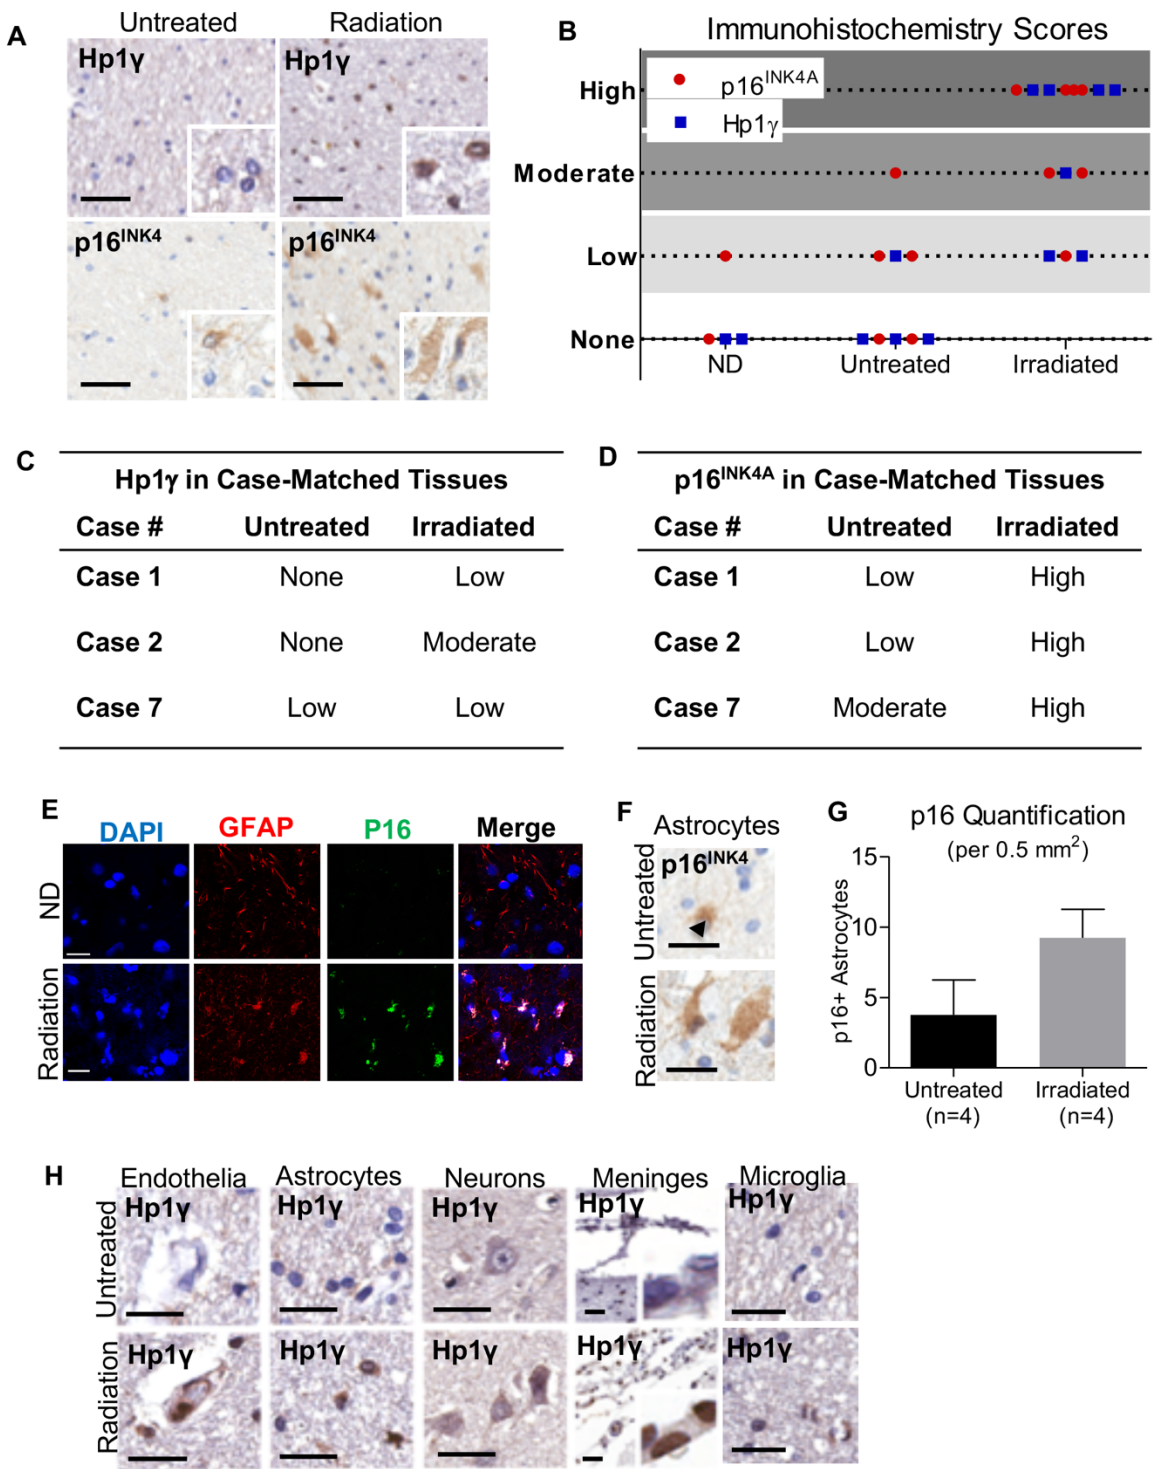 A
Untreated
Radiation
Hp1γ
Hp1γ
p16INK4
p16INK4
B
Immunohistochemistry Scores
p16INK4A
Hp1γ
High
Moderate
Low
None
ND
Untreated
Irradiated
C
Hp1γ in Case-Matched Tissues
Case #
Untreated
Irradiated
Case 1
None
Low
Case 2
None
Moderate
Case 7
Low
Low
D
p16INK4A in Case-Matched Tissues
Case #
Untreated
Irradiated
Case 1
Low
High
Case 2
Low
High
Case 7
Moderate
High
E
DAPI
GFAP
P16
Merge
ND
Radiation
F
Astrocytes
Untreated
p16INK4
Radiation
G
p16 Quantification
(per 0.5 mm2)
p16+ Astrocytes
15
10
5
0
Untreated
(n=4)
Irradiated
(n=4)
H
Endothelia
Astrocytes
Neurons
Meninges
Microglia
Untreated
Hp1γ
Hp1γ
Hp1γ
Hp1γ
Hp1γ
Radiation
Hp1γ
Hp1γ
Hp1γ
Hp1γ
Hp1γ